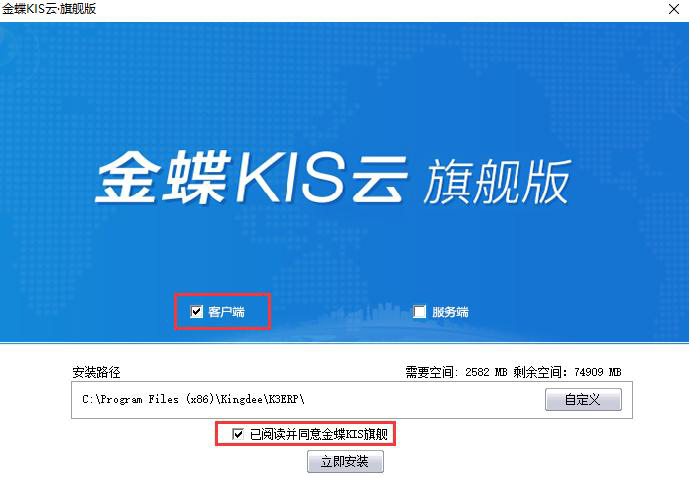 金蝶KIS云·旗舰版
金蝶KIS云 旗舰版
客户端 服务端
安装路径 需要空间: 2582 MB 剩余空间: 74909 MB
C:\Program Files (x86)\Kingdee\K3ERP\ 自定义
已阅读并同意金蝶KIS旗舰
立即安装